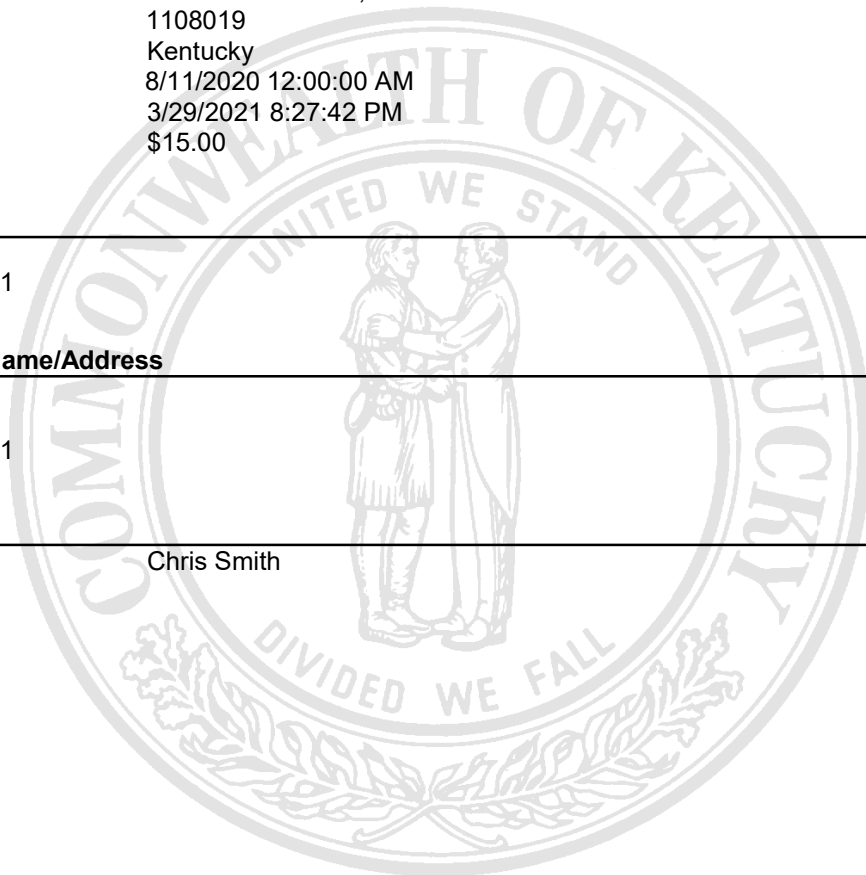 1108019
Kentucky
8/11/2020 12:00:00 AM
3/29/2021 8:27:42 PM
$15.00
COMMONWEALTH OF KENTUCKY
UNITED WE STAND
1
ame/Address
1
Chris Smith
DIVIDED WE FALL